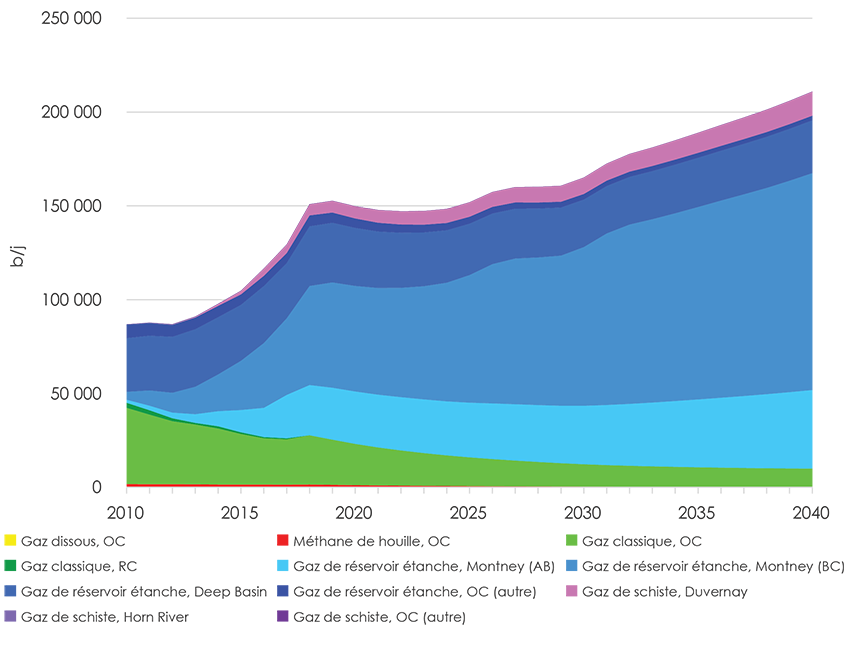 250 000
200 000
150 000
100 000
50 000
0
b/j
2010 2015 2020 2025 2030 2035 2040
Gaz dissous, OC Méthane de houille, OC Gaz classique, OC
Gaz classique, RC Gaz de réservoir étanche, Montney (AB) Gaz de réservoir étanche, Montney (BC)
Gaz de réservoir étanche, Deep Basin Gaz de réservoir étanche, OC (autre) Gaz de schiste, Duvernay
Gaz de schiste, Horn River Gaz de schiste, OC (autre)